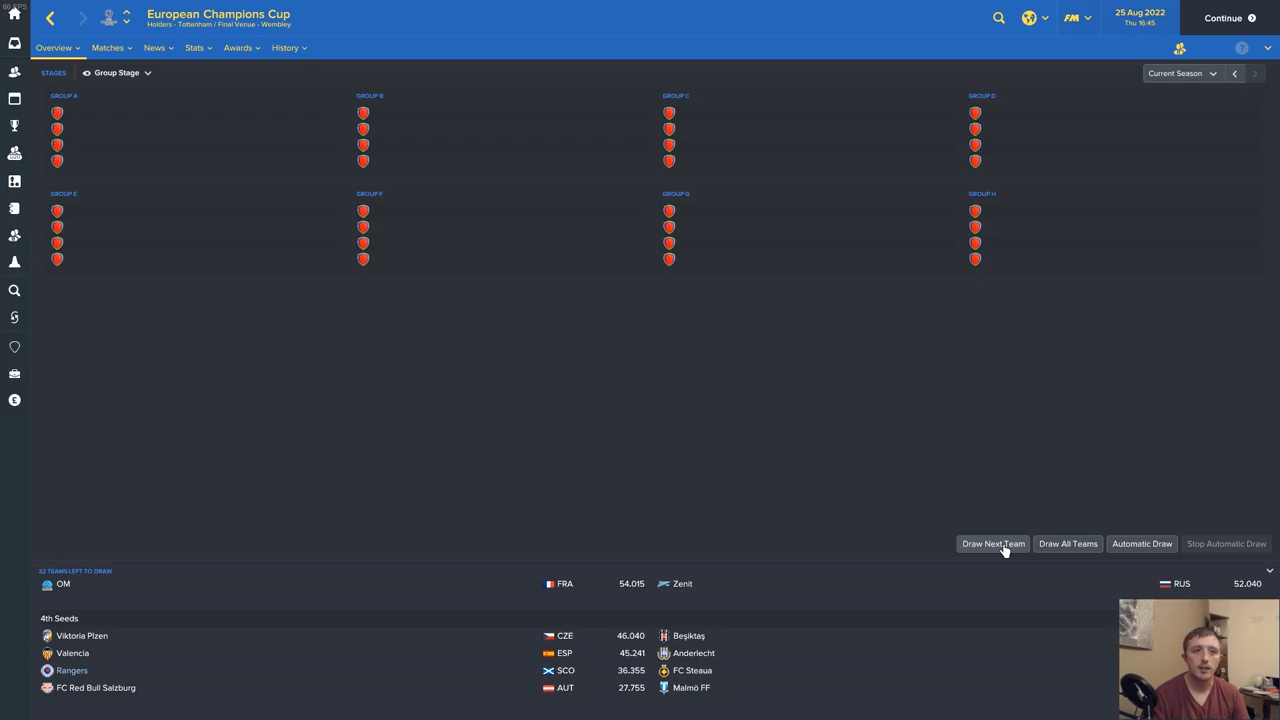 60 FPS
European Champions Cup
Holders - Tottenham / Final Venue - Wembley
FM
25 Aug 2022
Thu 16:45
Continue
Overview Matches News Stats Awards History
STAGES Group Stage
Current Season
GROUP A GROUP B GROUP C GROUP D
GROUP E GROUP F GROUP G GROUP H
Draw Next Team Draw All Teams Automatic Draw Stop Automatic Draw
32 TEAMS LEFT TO DRAW
OM FRA 54.015 Zenit RUS 52.040
4th Seeds
Viktoria Plzen CZE 46.040 Beşiktaş
Valencia ESP 45.241 Anderlecht
Rangers SCO 36.355 FC Steaua
FC Red Bull Salzburg AUT 27.755 Malmö FF